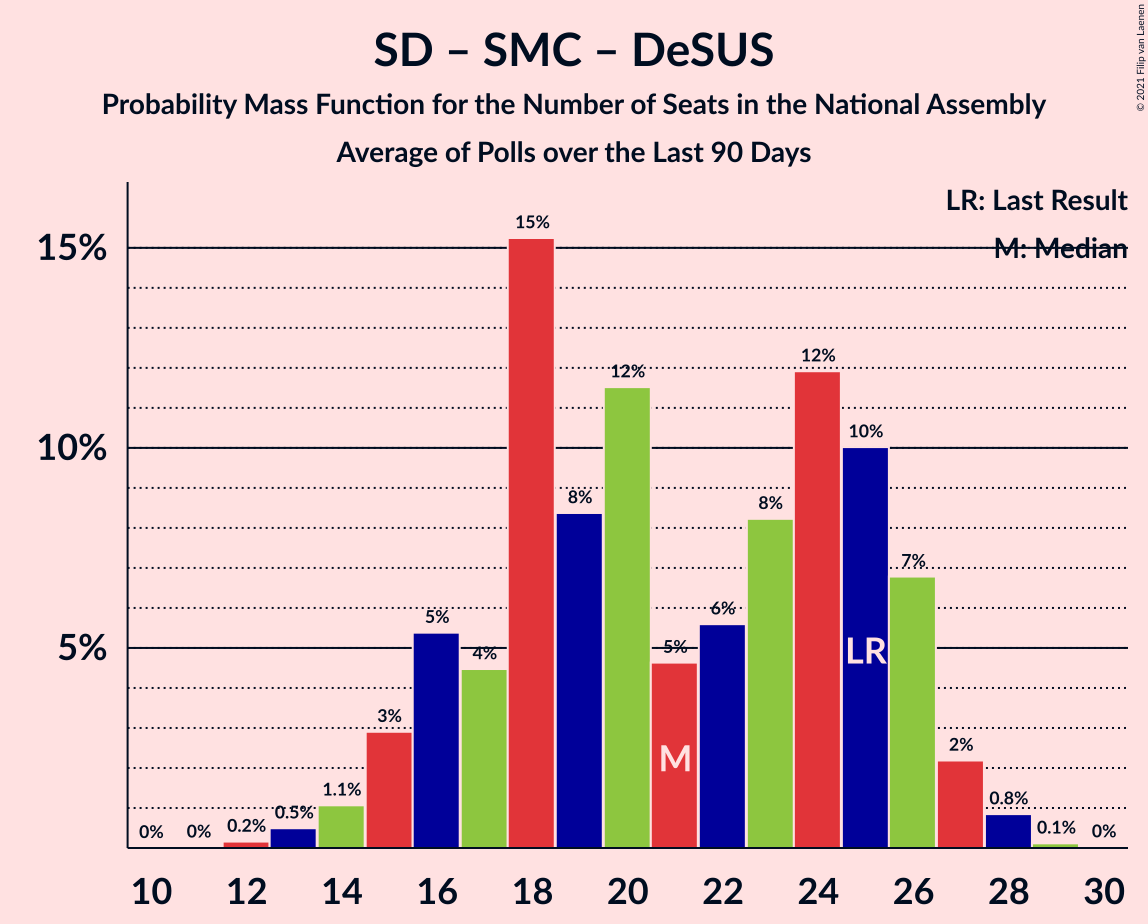 SD – SMC – DeSUS
Probability Mass Function for the Number of Seats in the National Assembly
Average of Polls over the Last 90 Days
© 2021 Filip van Laenen
LR: Last Result
M: Median
15%
10%
5%
0% 0% 0.2% 0.5% 1.1% 3% 5% 4% 15% 8% 12% 5% 6% 8% 12% 10% 7% 2% 0.8% 0.1% 0%
M
LR
10 12 14 16 18 20 22 24 26 28 30